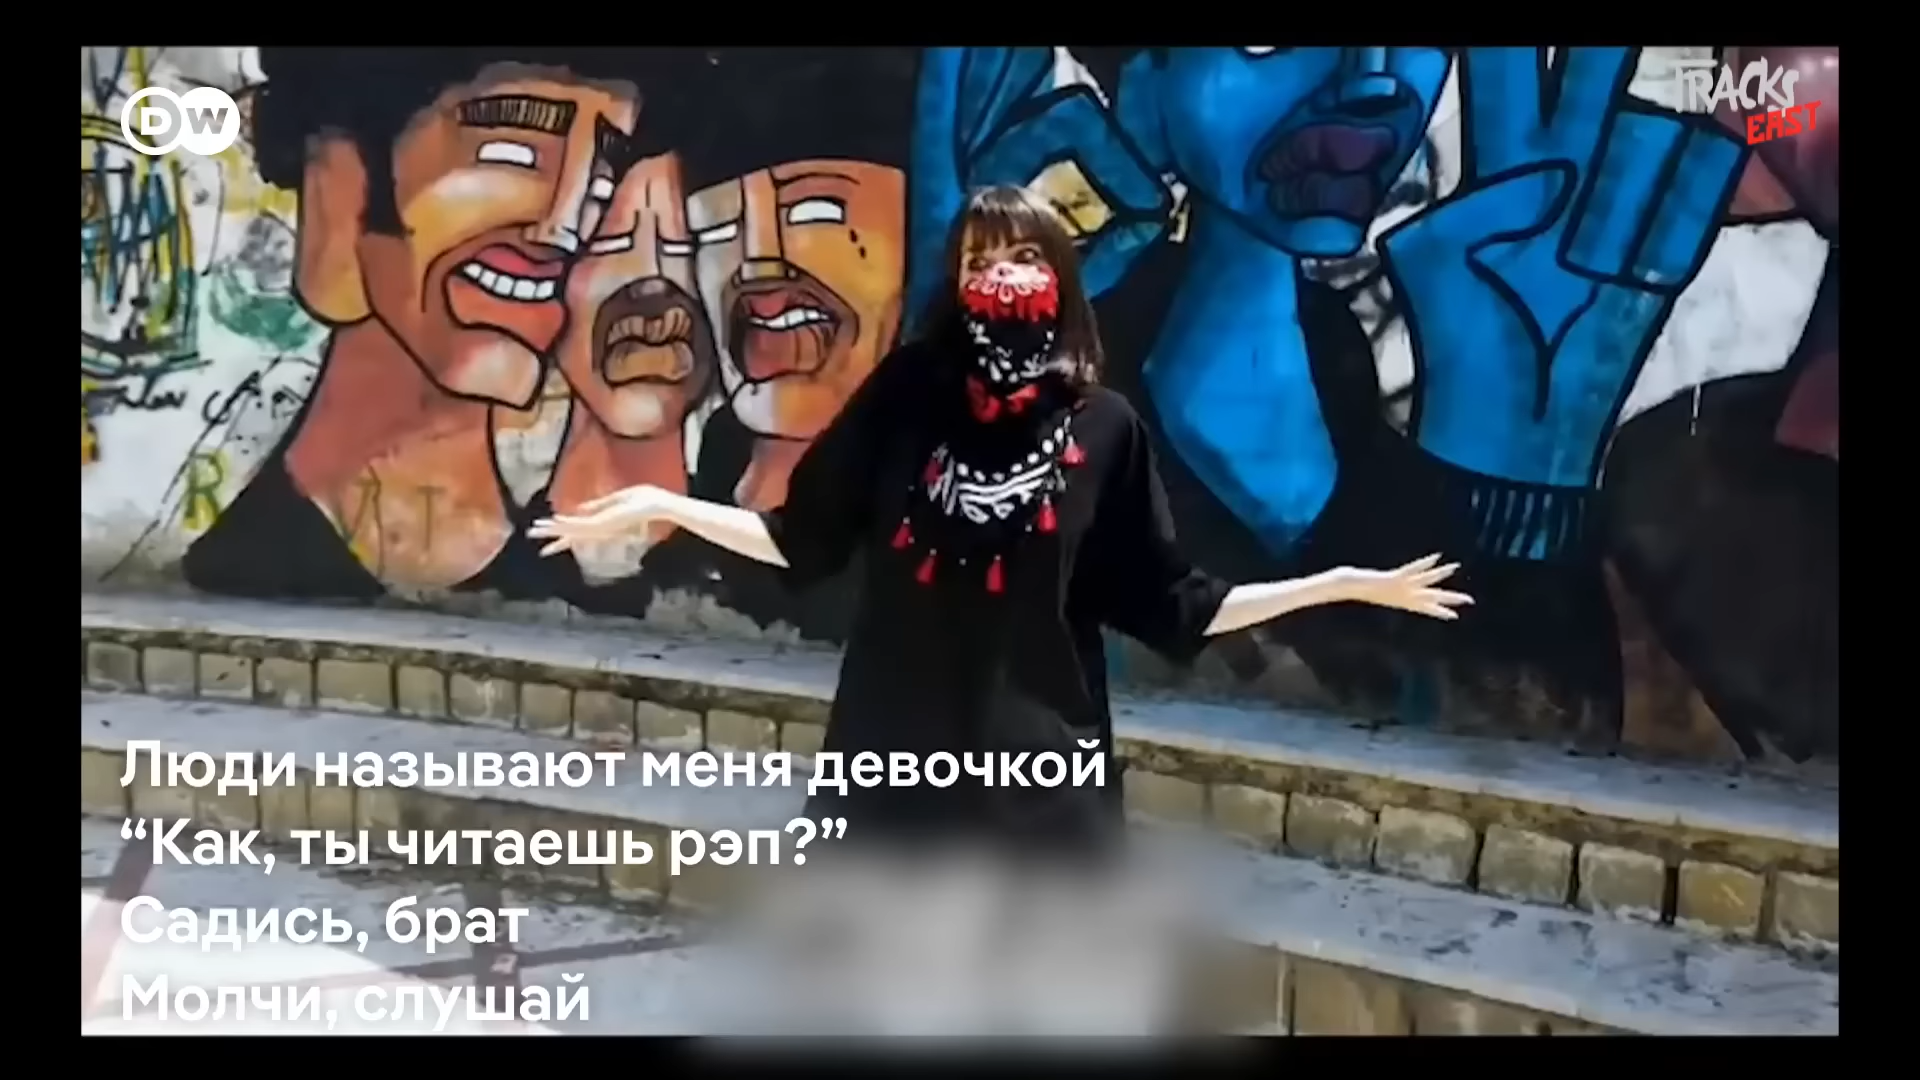 DW
TRACKS
EAST
Люди называют меня девочкой
“Как, ты читаешь рэп?”
Садись, брат
Молчи, слушай